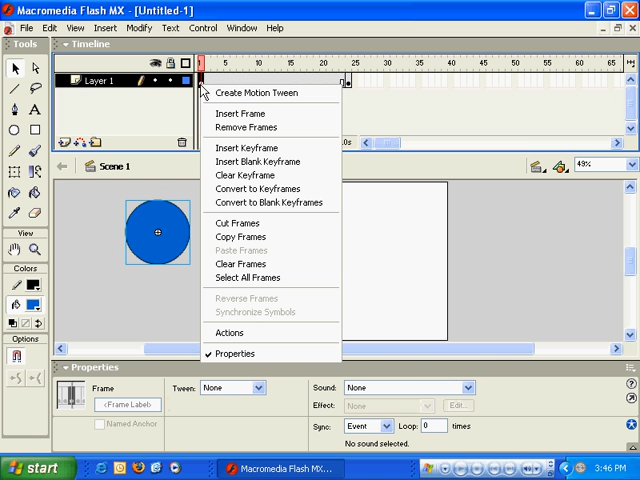 Macromedia Flash MX - [Untitled-1]
File Edit View Insert Modify Text Control Window Help
Tools
Timeline
1 5 10 15 20 25 30 35 40 45 50 55 60 65
Layer 1
Create Motion Tween
Insert Frame
Remove Frames
Insert Keyframe
Insert Blank Keyframe
Clear Keyframe
Convert to Keyframes
Convert to Blank Keyframes
Cut Frames
Copy Frames
Paste Frames
Clear Frames
Select All Frames
Reverse Frames
Synchronize Symbols
Actions
Properties
.0s
Scene 1
49%
View
Colors
Options
Properties
Frame
<Frame Label>
Named Anchor
Tween: None
Sound: None
Effect: None Edit...
Sync: Event Loop: 0 times
No sound selected.
start
Macromedia Flash MX - [...
3:46 PM